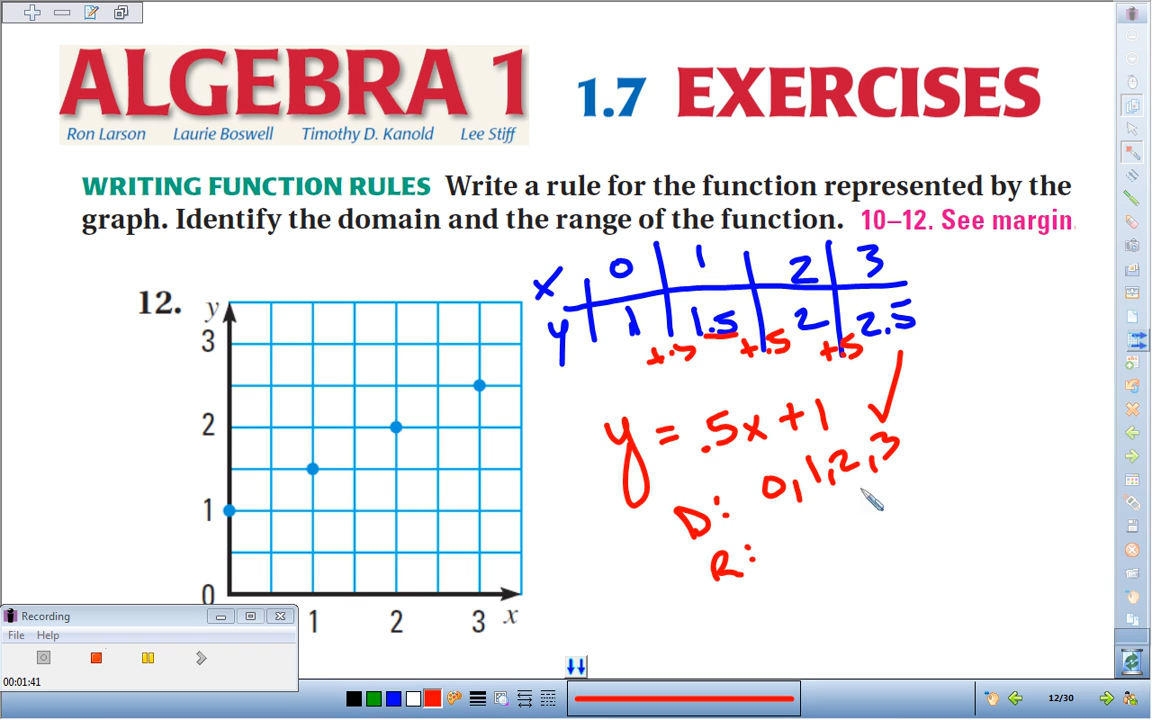 ALGEBRA 1
Ron Larson Laurie Boswell Timothy D. Kanold Lee Stiff
1.7 EXERCISES
WRITING FUNCTION RULES Write a rule for the function represented by the
graph. Identify the domain and the range of the function. 10–12. See margin.
x 0 1 2 3
y 1 1.5 2 2.5
+.5 +.5 +.5
y = .5x + 1
D: 0, 1, 2, 3
R:
12.
y
3
2
1
0
1 2 3 x
Recording
File Help
00:01:41
12/30